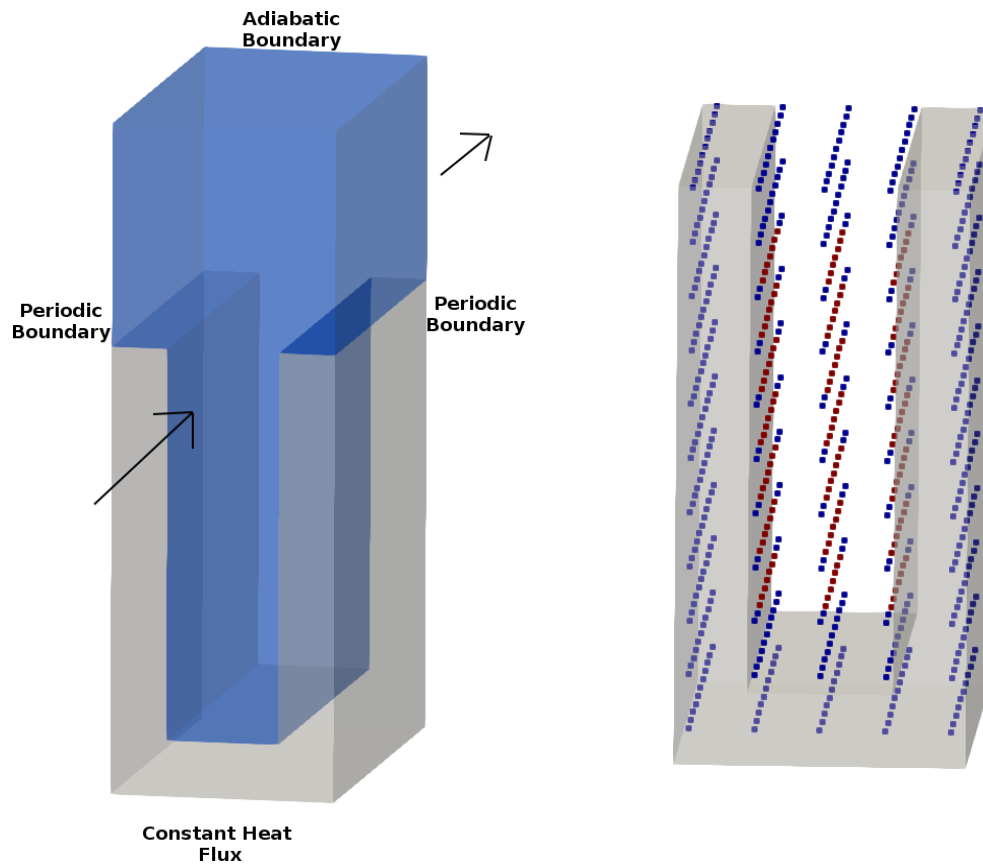 Adiabatic
Boundary
Periodic
Boundary
Periodic
Boundary
Constant Heat
Flux